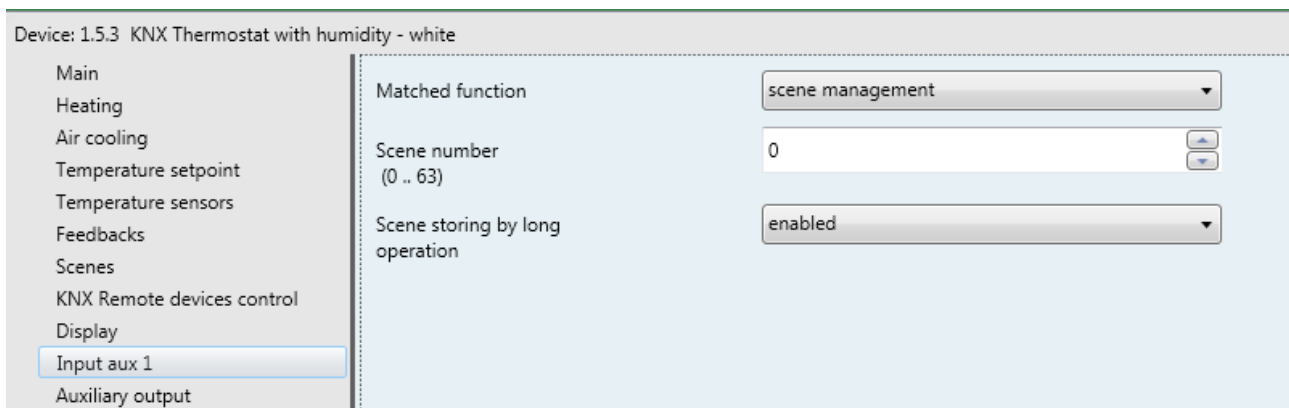 Device: 1.5.3 KNX Thermostat with humidity - white
Main
Heating
Air cooling
Temperature setpoint
Temperature sensors
Feedbacks
Scenes
KNX Remote devices control
Display
Input aux 1
Auxiliary output
Matched function
scene management
Scene number
(0 .. 63)
0
Scene storing by long
operation
enabled